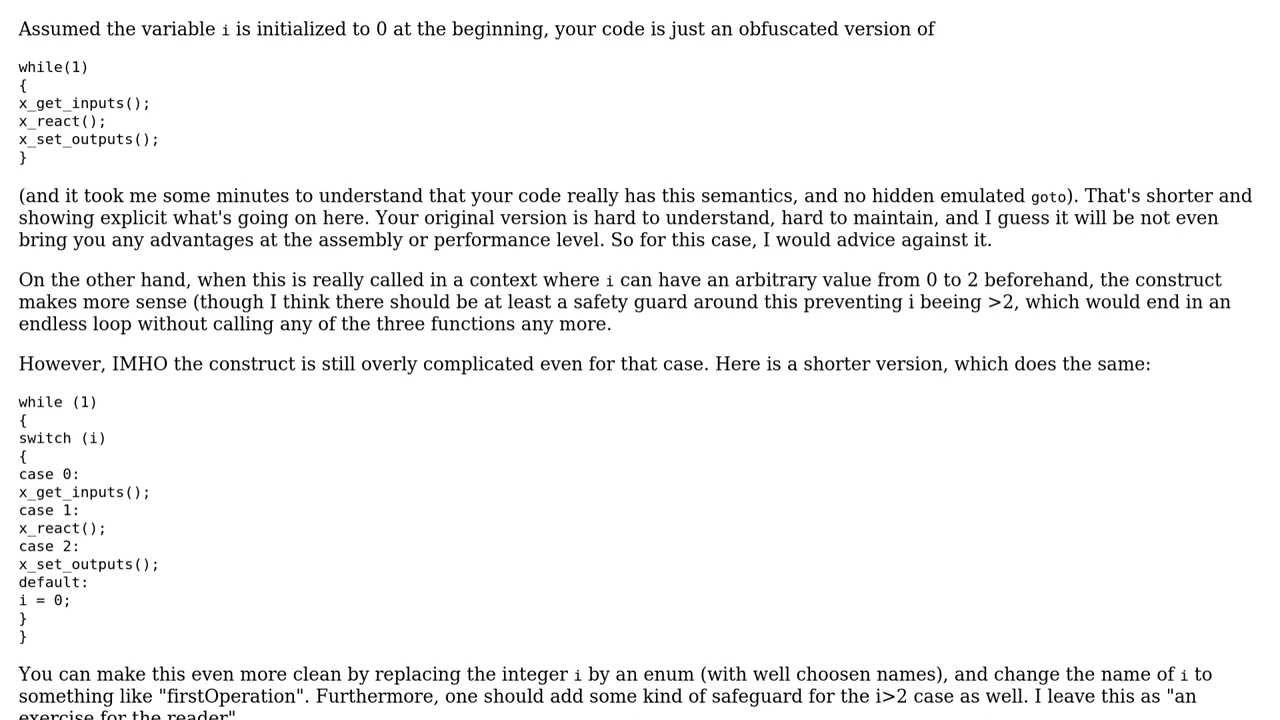 Assumed the variable i is initialized to 0 at the beginning, your code is just an obfuscated version of
while(1)
{
x_get_inputs();
x_react();
x_set_outputs();
}
(and it took me some minutes to understand that your code really has this semantics, and no hidden emulated goto). That's shorter and
showing explicit what's going on here. Your original version is hard to understand, hard to maintain, and I guess it will be not even
bring you any advantages at the assembly or performance level. So for this case, I would advice against it.
On the other hand, when this is really called in a context where i can have an arbitrary value from 0 to 2 beforehand, the construct
makes more sense (though I think there should be at least a safety guard around this preventing i beeing >2, which would end in an
endless loop without calling any of the three functions any more.
However, IMHO the construct is still overly complicated even for that case. Here is a shorter version, which does the same:
while (1)
{
switch (i)
{
case 0:
x_get_inputs();
case 1:
x_react();
case 2:
x_set_outputs();
default:
i = 0;
}
}
You can make this even more clean by replacing the integer i by an enum (with well choosen names), and change the name of i to
something like "firstOperation". Furthermore, one should add some kind of safeguard for the i>2 case as well. I leave this as "an
exercise for the reader"